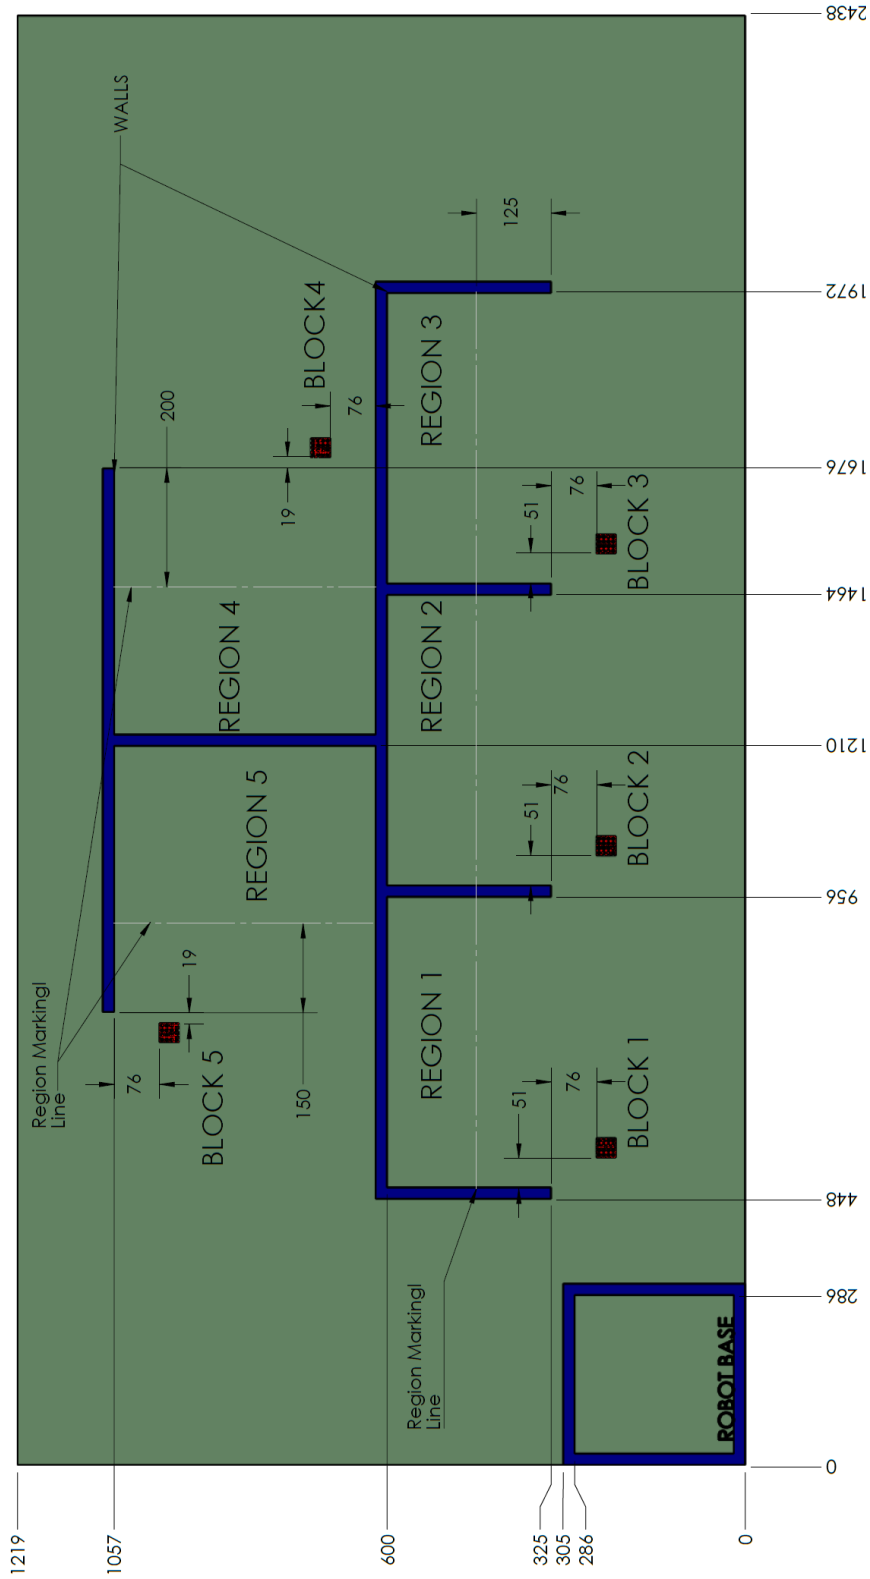 2438
WALLS
125
1972
BLOCK4
REGION 3
200
76
19
1676
51
76
BLOCK 3
1464
REGION 4
REGION 2
1210
REGION 5
51
76
BLOCK 2
956
19
Region Markingl
Line
REGION 1
76
BLOCK 5
150
51
76
BLOCK 1
448
Region Markingl
Line
286
ROBOT BASE
0
1219
1057
600
325
305
286
0